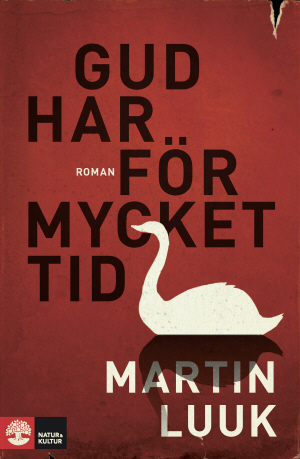 GUD
HAR
ROMAN
FÖR
MYCKET
TID
MARTIN
LUUK
NATUR &
KULTUR